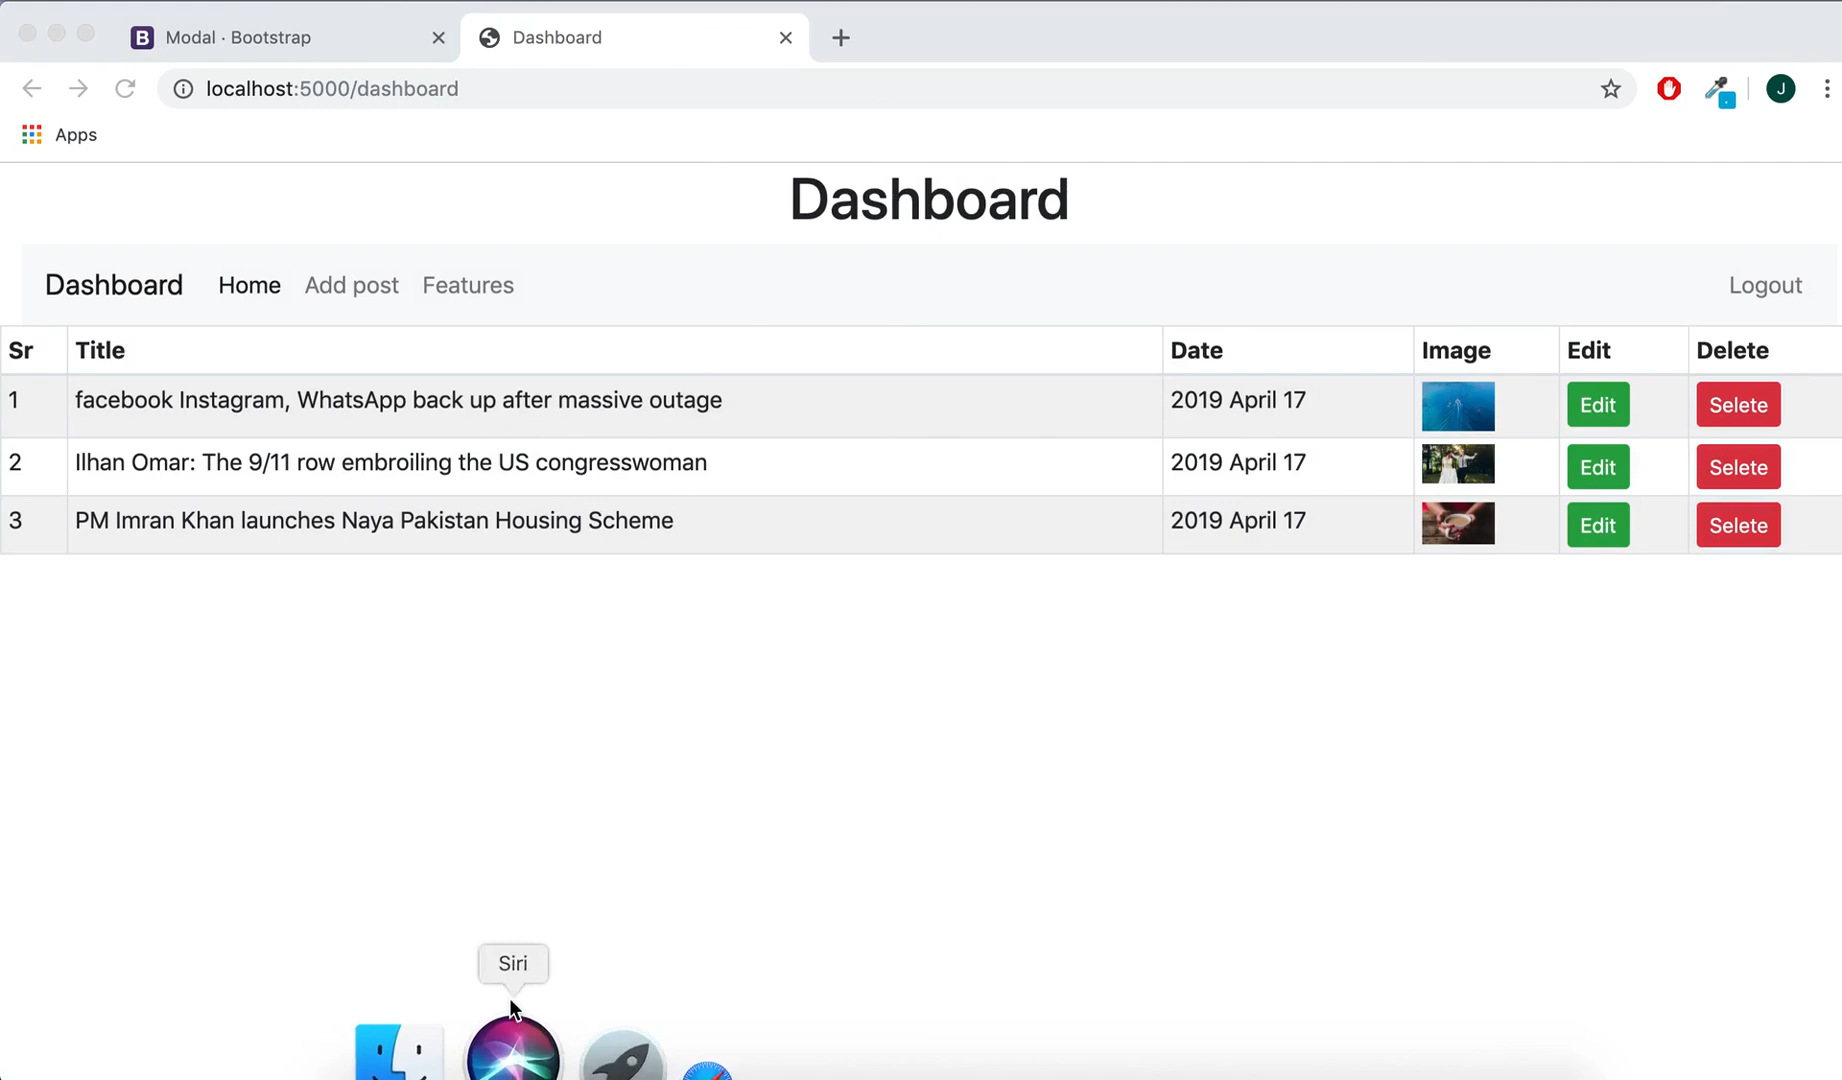 B Modal · Bootstrap
Dashboard
localhost:5000/dashboard
J
Apps
Dashboard
Dashboard Home Add post Features Logout
Sr Title Date Image Edit Delete
1 facebook Instagram, WhatsApp back up after massive outage 2019 April 17 Edit Selete
2 Ilhan Omar: The 9/11 row embroiling the US congresswoman 2019 April 17 Edit Selete
3 PM Imran Khan launches Naya Pakistan Housing Scheme 2019 April 17 Edit Selete
Siri